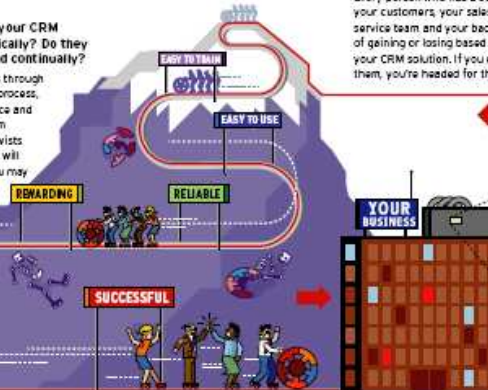 your CRM
ically? Do they
d continually?
through
process,
ce and
m
vists
will
u may
your customers, your sales
service team and your bac
of gaining or losing based
your CRM solution. If you
them, you're headed for th
EASY TO TRAIN
EASY TO USE
REWARDING
RELIABLE
YOUR
BUSINESS
SUCCESSFUL